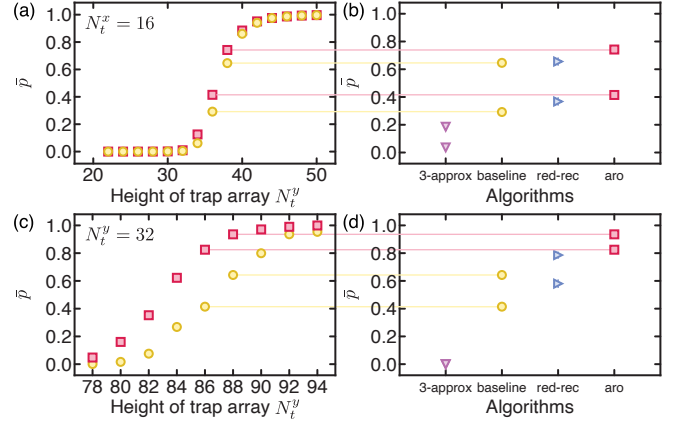 (a)
$N_t^x = 16$
1.0
0.8
0.6
0.4
0.2
0.0
$\bar{p}$
20
30
40
50
Height of trap array $N_t^y$
(b)
1.0
0.8
0.6
0.4
0.2
0.0
$\bar{p}$
3-approx baseline red-rec aro
Algorithms
(c)
$N_t^y = 32$
1.0
0.8
0.6
0.4
0.2
0.0
$\bar{p}$
78 80 82 84 86 88 90 92 94
Height of trap array $N_t^y$
(d)
1.0
0.8
0.6
0.4
0.2
0.0
$\bar{p}$
3-approx baseline red-rec aro
Algorithms